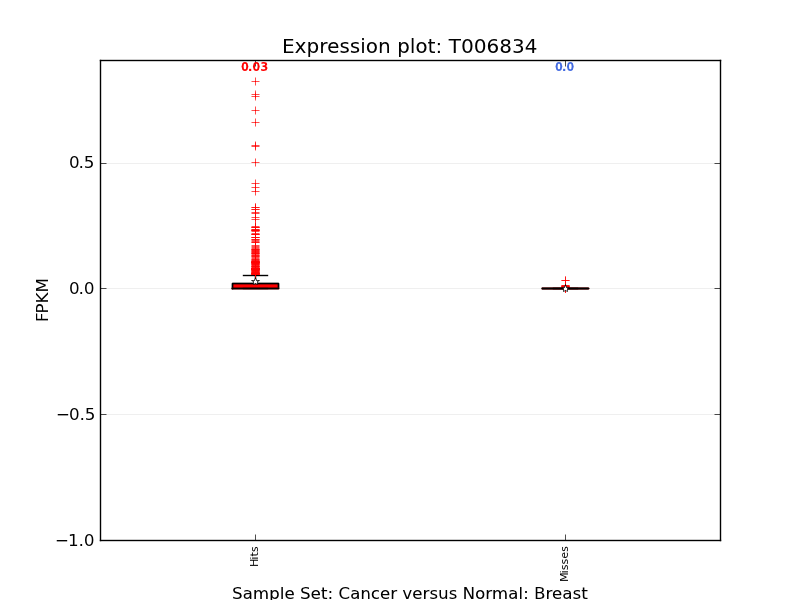 Expression plot: T006834
0.03
0.0
0.5
0.0
−0.5
−1.0
FPKM
Hits
Misses
Sample Set: Cancer versus Normal: Breast